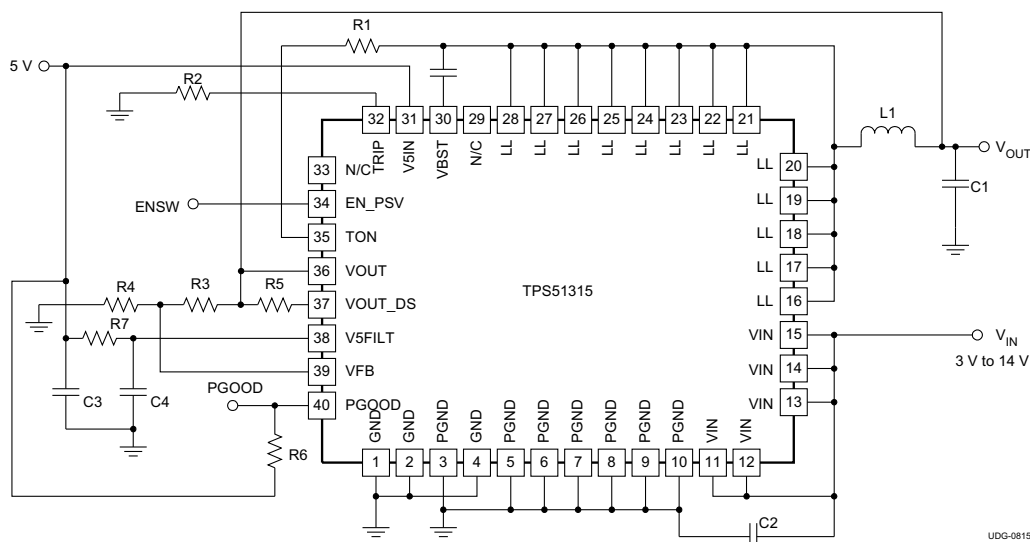 R1
5 V
R2
L1
32 31 30 29 28 27 26 25 24 23 22 21
TRIP V5IN VBST N/C LL LL LL LL LL LL LL LL
V_OUT
C1
33 N/C
ENSW 34 EN_PSV
35 TON
36 VOUT
R4 R3 R5
37 VOUT_DS
R7
38 V5FILT
39 VFB
PGOOD
40 PGOOD
C3 C4
R6
TPS51315
LL 20
LL 19
LL 18
LL 17
LL 16
VIN 15
V_IN
3 V to 14 V
VIN 14
VIN 13
GND GND PGND GND PGND PGND PGND PGND PGND PGND VIN VIN
1 2 3 4 5 6 7 8 9 10 11 12
C2
UDG-0815